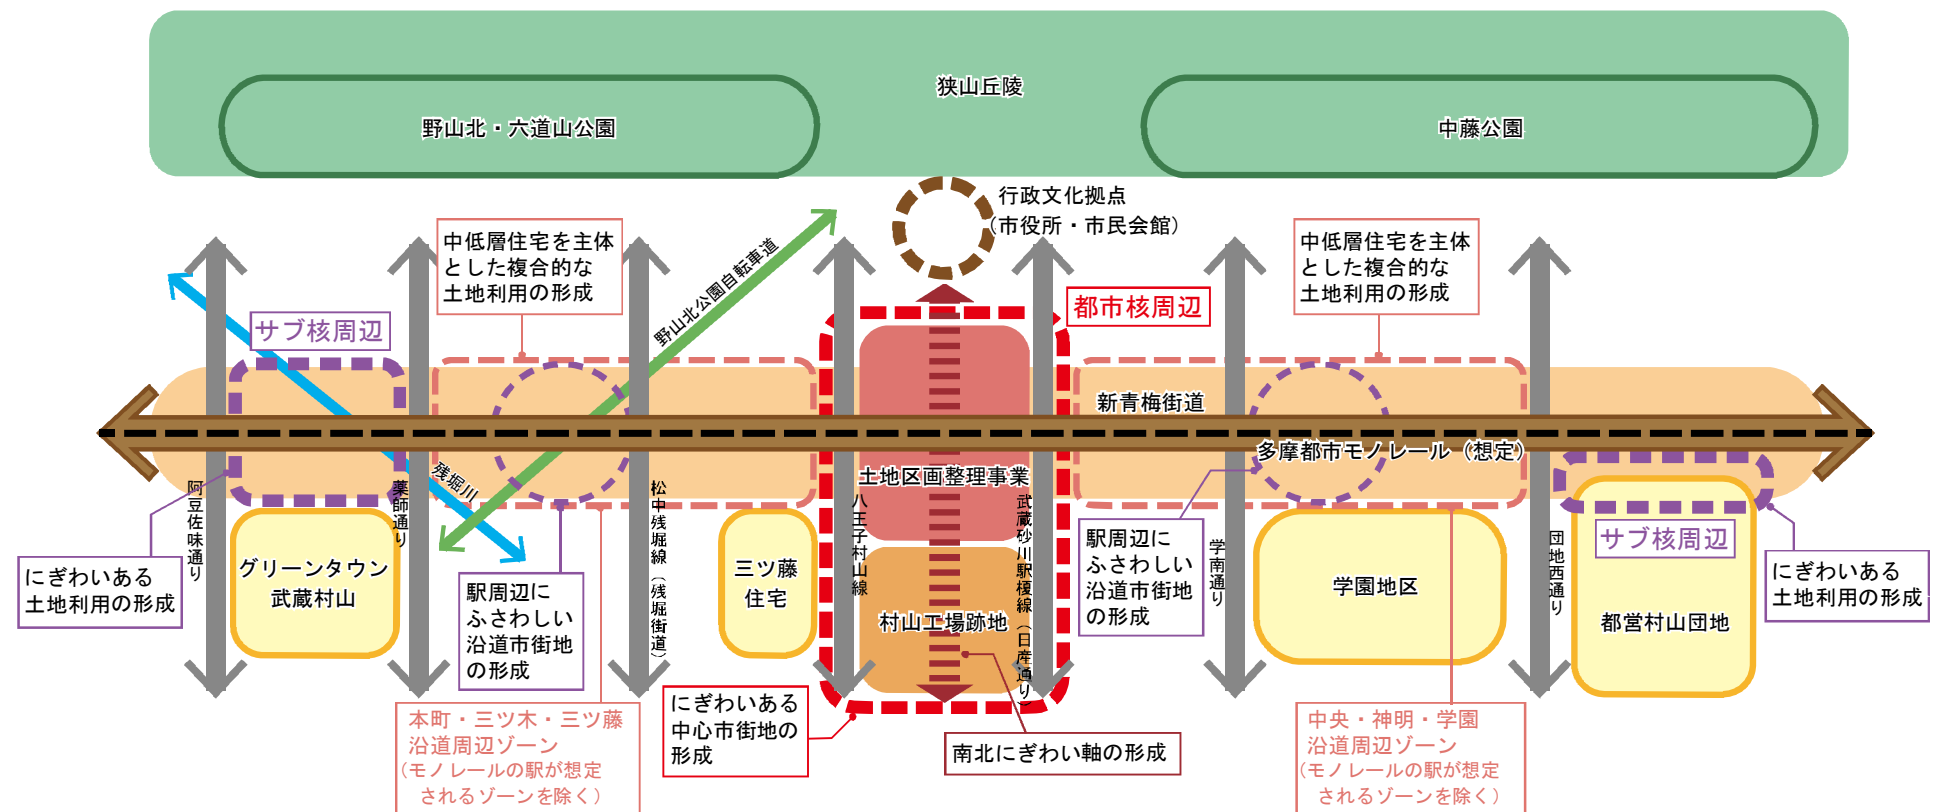 狭山丘陵
野山北・六道山公園
中藤公園
行政文化拠点
（市役所・市民会館）
中低層住宅を主体
とした複合的な
土地利用の形成
野山北公園自転車道
中低層住宅を主体
とした複合的な
土地利用の形成
サブ核周辺
都市核周辺
新青梅街道
多摩都市モノレール（想定）
土地区画整理事業
残堀川
阿豆佐味通り
薬師通り
松中残堀線（残堀街道）
八王子村山線
武蔵砂川駅榎線（日産通り）
学南通り
団地西通り
サブ核周辺
にぎわいある
土地利用の形成
グリーンタウン
武蔵村山
駅周辺に
ふさわしい
沿道市街地
の形成
三ツ藤
住宅
村山工場跡地
駅周辺に
ふさわしい
沿道市街地
の形成
学園地区
都営村山団地
にぎわいある
土地利用の形成
本町・三ツ木・三ツ藤
沿道周辺ゾーン
（モノレールの駅が想定
されるゾーンを除く）
にぎわいある
中心市街地の
形成
南北にぎわい軸の形成
中央・神明・学園
沿道周辺ゾーン
（モノレールの駅が想定
されるゾーンを除く）